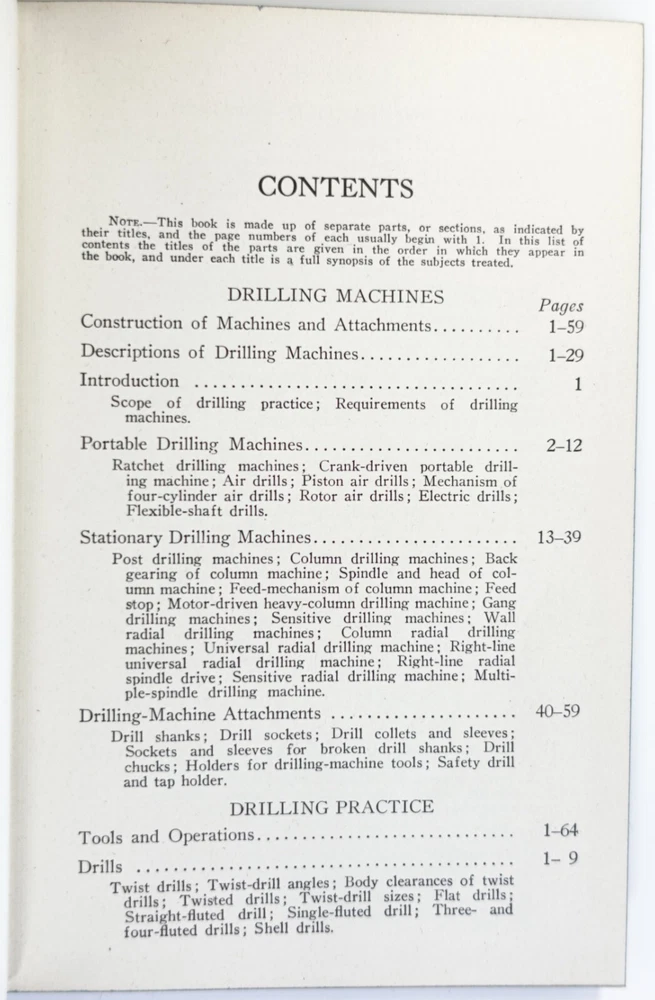 CONTENTS
NOTE.—This book is made up of separate parts, or sections, as indicated by
their titles, and the page numbers of each usually begin with 1. In this list of
contents the titles of the parts are given in the order in which they appear in
the book, and under each title is a full synopsis of the subjects treated.
DRILLING MACHINES
Pages
Construction of Machines and Attachments.......... 1–59
Descriptions of Drilling Machines.................. 1–29
Introduction ................................... 1
Scope of drilling practice; Requirements of drilling
machines.
Portable Drilling Machines........................ 2–12
Ratchet drilling machines; Crank-driven portable drill-
ing machine; Air drills; Piston air drills; Mechanism of
four-cylinder air drills; Rotor air drills; Electric drills;
Flexible-shaft drills.
Stationary Drilling Machines....................... 13–39
Post drilling machines; Column drilling machines; Back
gearing of column machine; Spindle and head of col-
umn machine; Feed-mechanism of column machine; Feed
stop; Motor-driven heavy-column drilling machine; Gang
drilling machines; Sensitive drilling machines; Wall
radial drilling machines; Column radial drilling
machines; Universal radial drilling machine; Right-line
universal radial drilling machine; Right-line radial
spindle drive; Sensitive radial drilling machine; Multi-
ple-spindle drilling machine.
Drilling-Machine Attachments ..................... 40–59
Drill shanks; Drill sockets; Drill collets and sleeves;
Sockets and sleeves for broken drill shanks; Drill
chucks; Holders for drilling-machine tools; Safety drill
and tap holder.
DRILLING PRACTICE
Tools and Operations............................. 1–64
Drills .......................................... 1– 9
Twist drills; Twist-drill angles; Body clearances of twist
drills; Twisted drills; Twist-drill sizes; Flat drills;
Straight-fluted drill; Single-fluted drill; Three- and
four-fluted drills; Shell drills.